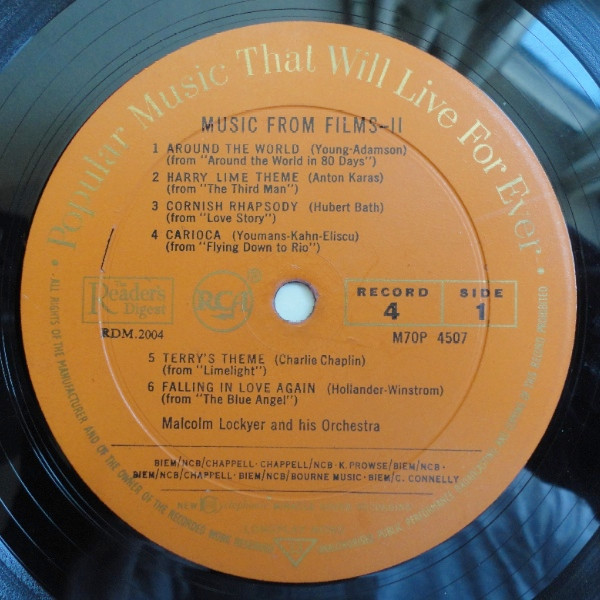 Popular Music That Will Live For Ever
MUSIC FROM FILMS-II
1 AROUND THE WORLD (Young-Adamson)
(from "Around the World in 80 Days")
2 HARRY LIME THEME (Anton Karas)
(from "The Third Man")
3 CORNISH RHAPSODY (Hubert Bath)
(from "Love Story")
4 CARIOCA (Youmans-Kahn-Eliscu)
(from "Flying Down to Rio")
The
Reader's
Digest
RDM.2004
RCA
RECORD
4
SIDE
1
M70P 4507
5 TERRY'S THEME (Charlie Chaplin)
(from "Limelight")
6 FALLING IN LOVE AGAIN (Hollander-Winstrom)
(from "The Blue Angel")
Malcolm Lockyer and his Orchestra
BIEM/NCB/CHAPPELL · CHAPPELL/NCB · K. PROWSE/BIEM/NCB ·
BIEM/NCB/CHAPPELL · BIEM/NCB/BOURNE MUSIC · BIEM/C. CONNELLY
· ALL RIGHTS OF THE MANUFACTURER AND OF THE OWNER OF THE RECORDED WORK RESERVED
PROHIBITED